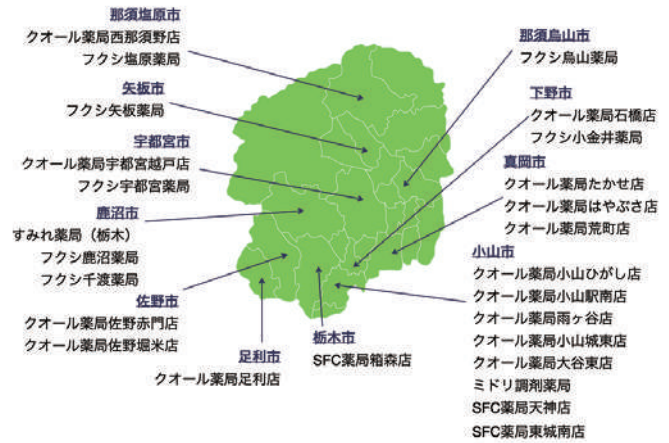 那須塩原市
クオール薬局西那須野店
フクシ塩原薬局
矢板市
フクシ矢板薬局
宇都宮市
クオール薬局宇都宮越戸店
フクシ宇都宮薬局
鹿沼市
すみれ薬局（栃木）
フクシ鹿沼薬局
フクシ千渡薬局
佐野市
クオール薬局佐野赤門店
クオール薬局佐野堀米店
足利市
クオール薬局足利店
栃木市
SFC薬局箱森店
那須烏山市
フクシ烏山薬局
下野市
クオール薬局石橋店
フクシ小金井薬局
真岡市
クオール薬局たかせ店
クオール薬局はやぶさ店
クオール薬局荒町店
小山市
クオール薬局小山ひがし店
クオール薬局小山駅南店
クオール薬局雨ヶ谷店
クオール薬局小山城東店
クオール薬局大谷東店
ミドリ調剤薬局
SFC薬局天神店
SFC薬局東城南店